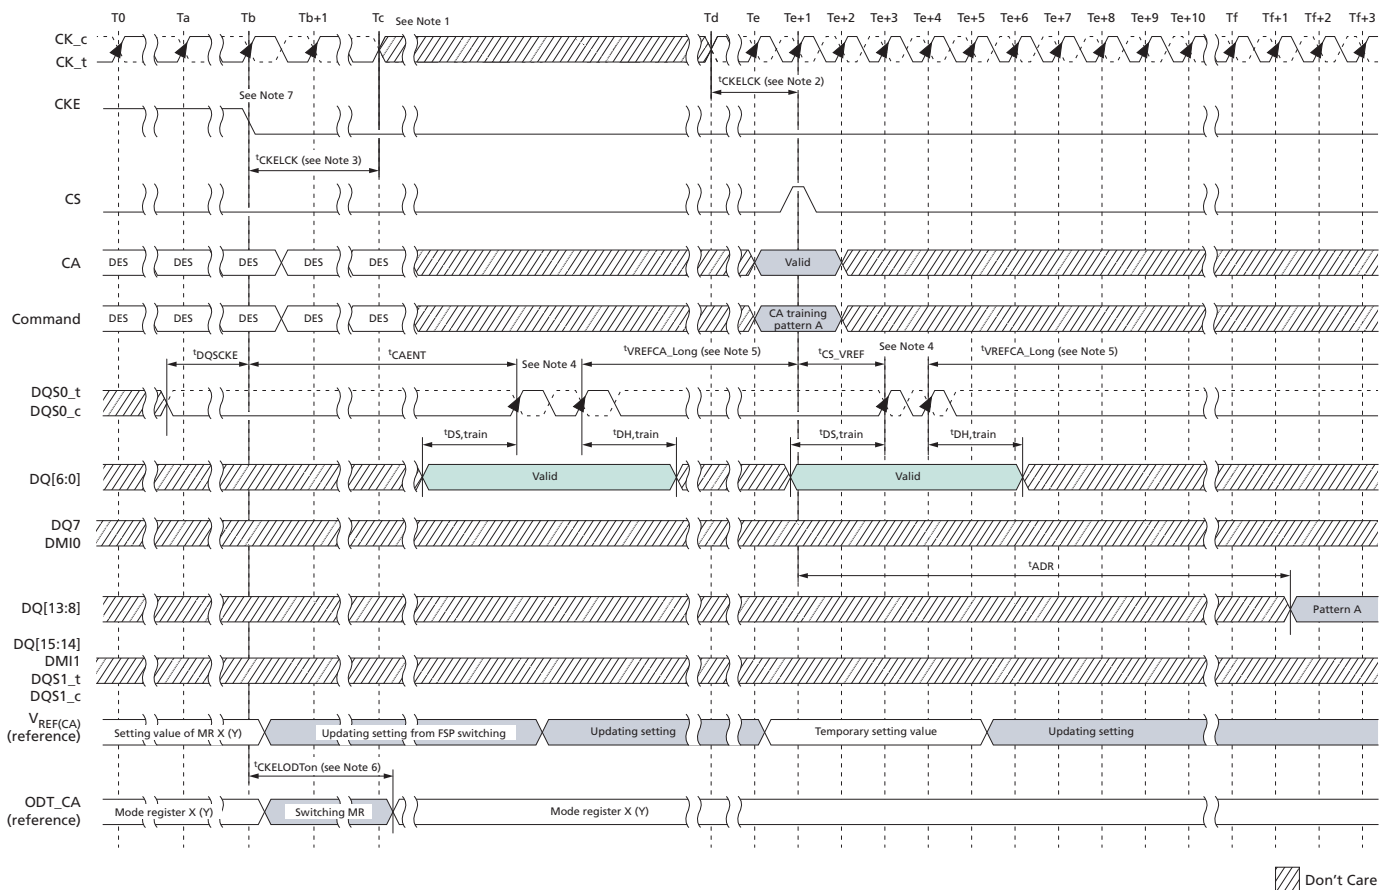 T0 Ta Tb Tb+1 Tc See Note 1 Td Te Te+1 Te+2 Te+3 Te+4 Te+5 Te+6 Te+7 Te+8 Te+9 Te+10 Tf Tf+1 Tf+2 Tf+3
CK_c
CK_t
tCKELCK (see Note 2)
CKE
See Note 7
tCKELCK (see Note 3)
CS
CA DES DES DES DES DES Valid
Command DES DES DES DES DES CA training
pattern A
tDQSCKE tCAENT See Note 4 tVREFCA_Long (see Note 5) tCS_VREF See Note 4 tVREFCA_Long (see Note 5)
DQS0_t
DQS0_c
tDS,train tDH,train tDS,train tDH,train
DQ[6:0] Valid Valid
DQ7
DMI0
tADR
DQ[13:8] Pattern A
DQ[15:14]
DMI1
DQS1_t
DQS1_c
VREF(CA)
(reference) Setting value of MR X (Y) Updating setting from FSP switching Updating setting Temporary setting value Updating setting
tCKELODTon (see Note 6)
ODT_CA
(reference) Mode register X (Y) Switching MR Mode register X (Y)
Don't Care